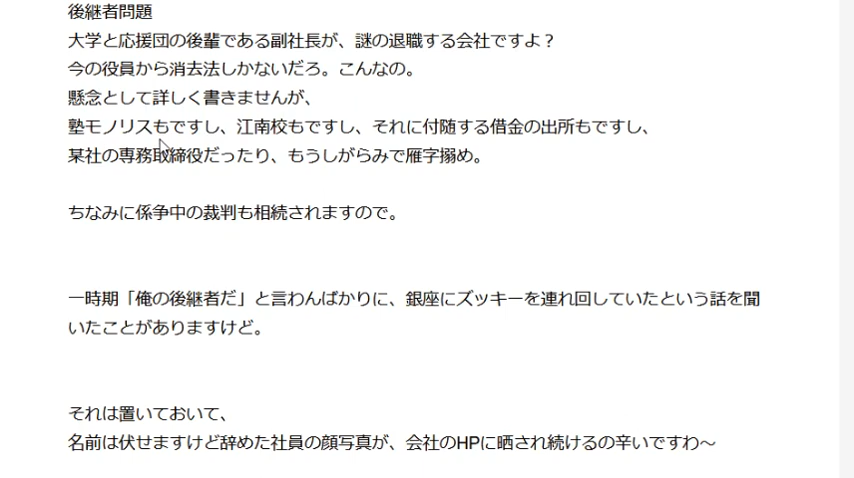 後継者問題
大学と応援団の後輩である副社長が、謎の退職する会社ですよ？
今の役員から消去法しかないだろ。こんなの。
懸念として詳しく書きませんが、
塾モノリスもですし、江南校もですし、それに付随する借金の出所もですし、
某社の専務取締役だったり、もうしがらみで雁字搦め。
ちなみに係争中の裁判も相続されますので。
一時期「俺の後継者だ」と言わんばかりに、銀座にズッキーを連れ回していたという話を聞
いたことがありますけど。
それは置いておいて、
名前は伏せますけど辞めた社員の顔写真が、会社のHPに晒され続けるの辛いですわ～